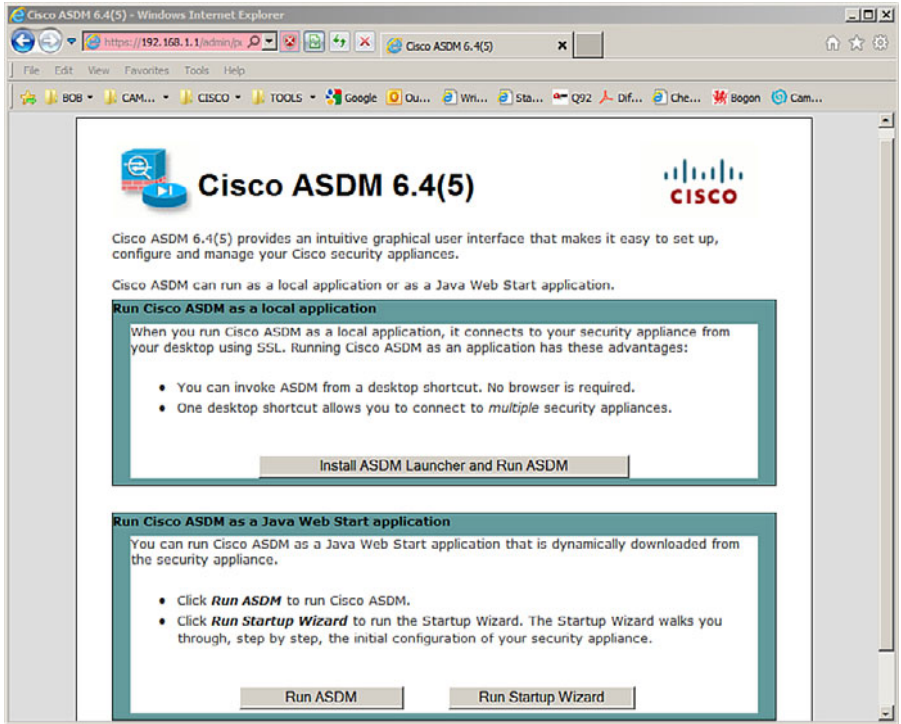 Cisco ASDM 6.4(5) - Windows Internet Explorer
https://192.168.1.1/admin/pu
Cisco ASDM 6.4(5)
File Edit View Favorites Tools Help
BOB CAM... CISCO TOOLS Google Ou... Wri... Sta... Q92 Dif... Che... Bogon Cam...
Cisco ASDM 6.4(5)
CISCO
Cisco ASDM 6.4(5) provides an intuitive graphical user interface that makes it easy to set up,
configure and manage your Cisco security appliances.
Cisco ASDM can run as a local application or as a Java Web Start application.
Run Cisco ASDM as a local application
When you run Cisco ASDM as a local application, it connects to your security appliance from
your desktop using SSL. Running Cisco ASDM as an application has these advantages:
• You can invoke ASDM from a desktop shortcut. No browser is required.
• One desktop shortcut allows you to connect to multiple security appliances.
Install ASDM Launcher and Run ASDM
Run Cisco ASDM as a Java Web Start application
You can run Cisco ASDM as a Java Web Start application that is dynamically downloaded from
the security appliance.
• Click Run ASDM to run Cisco ASDM.
• Click Run Startup Wizard to run the Startup Wizard. The Startup Wizard walks you
through, step by step, the initial configuration of your security appliance.
Run ASDM Run Startup Wizard